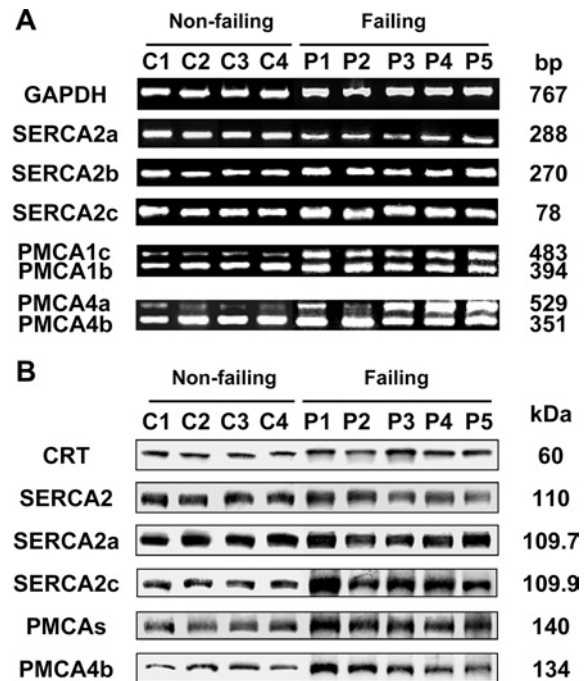 A
Non-failing Failing
C1 C2 C3 C4 P1 P2 P3 P4 P5 bp
GAPDH 767
SERCA2a 288
SERCA2b 270
SERCA2c 78
PMCA1c 483
PMCA1b 394
PMCA4a 529
PMCA4b 351
B
Non-failing Failing
C1 C2 C3 C4 P1 P2 P3 P4 P5 kDa
CRT 60
SERCA2 110
SERCA2a 109.7
SERCA2c 109.9
PMCAs 140
PMCA4b 134